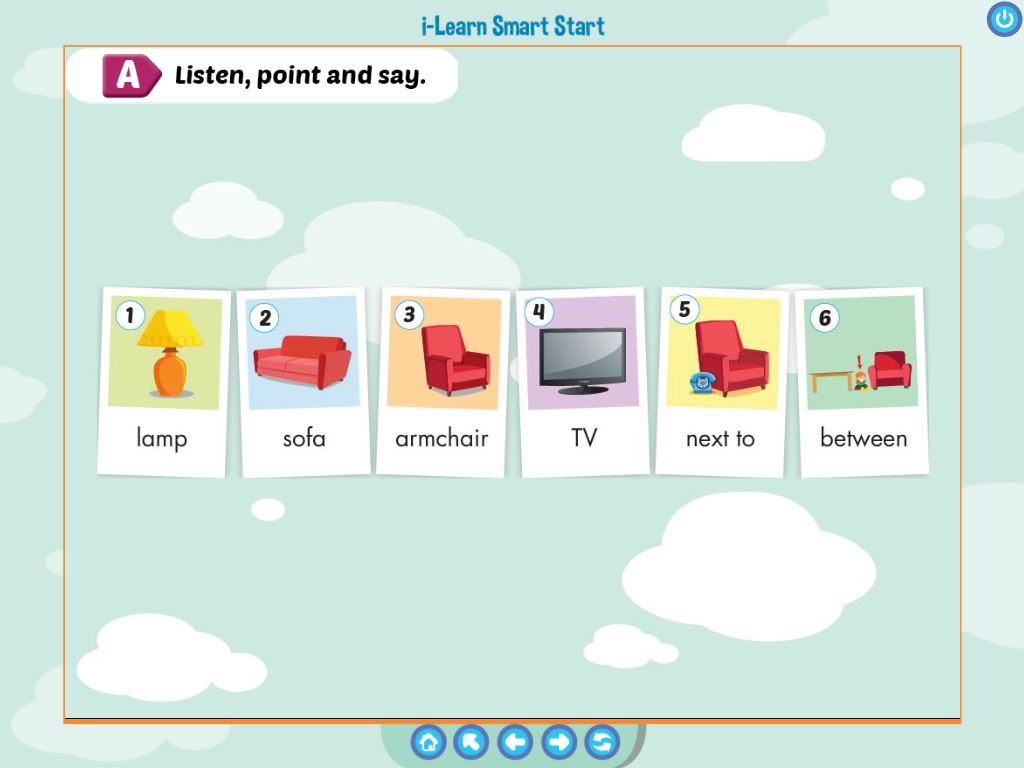 i-Learn Smart Start
A Listen, point and say.
1 2 3 4 5 6
lamp sofa armchair TV next to between